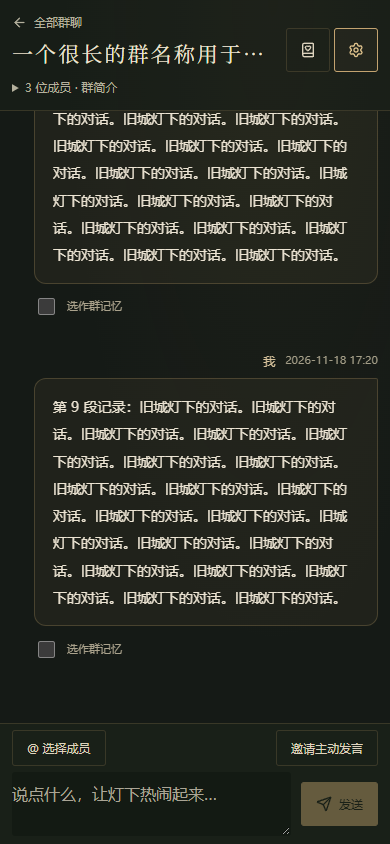 全部群聊
一个很长的群名称用于…
3 位成员 · 群简介
下的对话。旧城灯下的对话。旧城灯下的
对话。旧城灯下的对话。旧城灯下的对话。
旧城灯下的对话。旧城灯下的对话。旧城
灯下的对话。旧城灯下的对话。旧城灯下的对
话。旧城灯下的对话。旧城灯下的对话。旧城灯
下的对话。旧城灯下的对话。旧城灯下的对话。
选作群记忆
我 2026-11-18 17:20
第 9 段记录：旧城灯下的对话。旧城灯下的对
话。旧城灯下的对话。旧城灯下的对话。旧城灯
下的对话。旧城灯下的对话。旧城灯下的对话。
旧城灯下的对话。旧城灯下的对话。旧城灯下的
对话。旧城灯下的对话。旧城灯下的对话。旧城
灯下的对话。旧城灯下的对话。旧城灯下的对
话。旧城灯下的对话。旧城灯下的对话。旧城灯
下的对话。旧城灯下的对话。旧城灯下的对话。
选作群记忆
@ 选择成员
邀请主动发言
说点什么，让灯下热闹起来…
发送